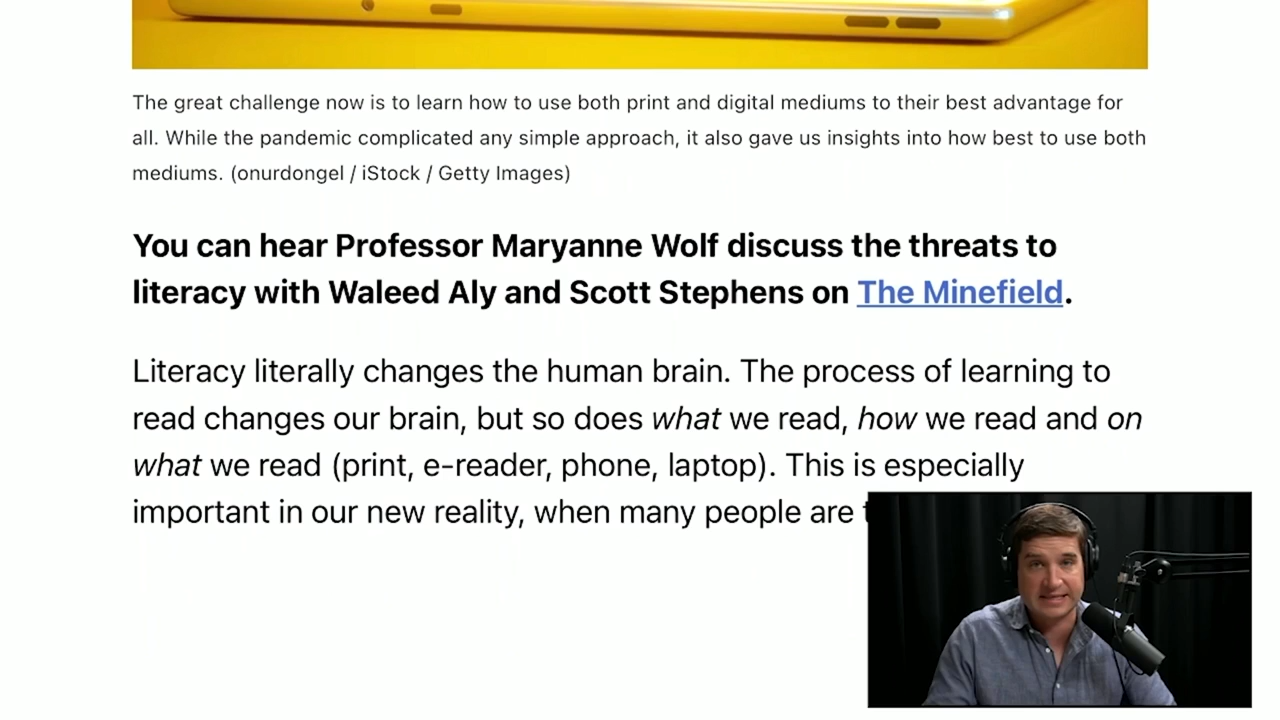 The great challenge now is to learn how to use both print and digital mediums to their best advantage for
all. While the pandemic complicated any simple approach, it also gave us insights into how best to use both
mediums. (onurdongel / iStock / Getty Images)
You can hear Professor Maryanne Wolf discuss the threats to
literacy with Waleed Aly and Scott Stephens on The Minefield.
Literacy literally changes the human brain. The process of learning to
read changes our brain, but so does what we read, how we read and on
what we read (print, e-reader, phone, laptop). This is especially
important in our new reality, when many people are